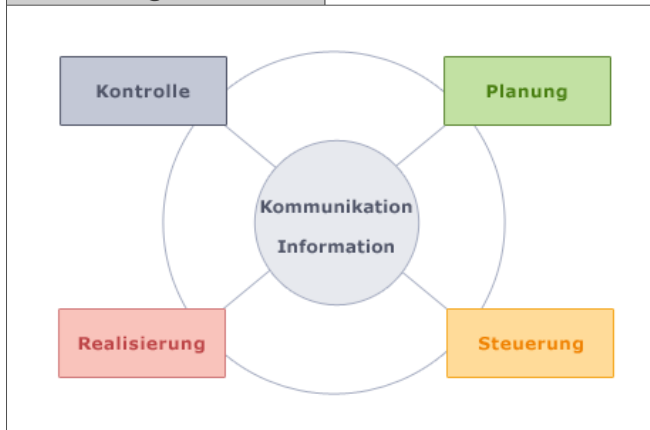 Kontrolle
Planung
Kommunikation
Information
Realisierung
Steuerung